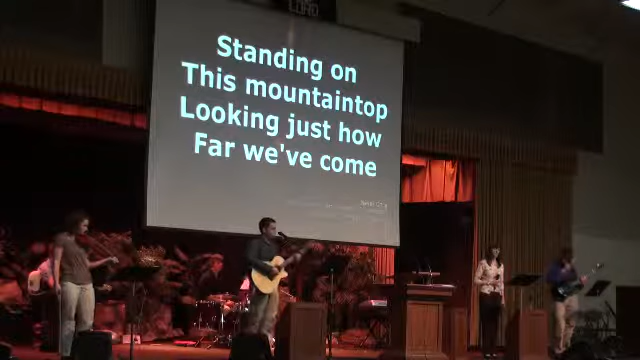 Standing on
This mountaintop
Looking just how
Far we've come